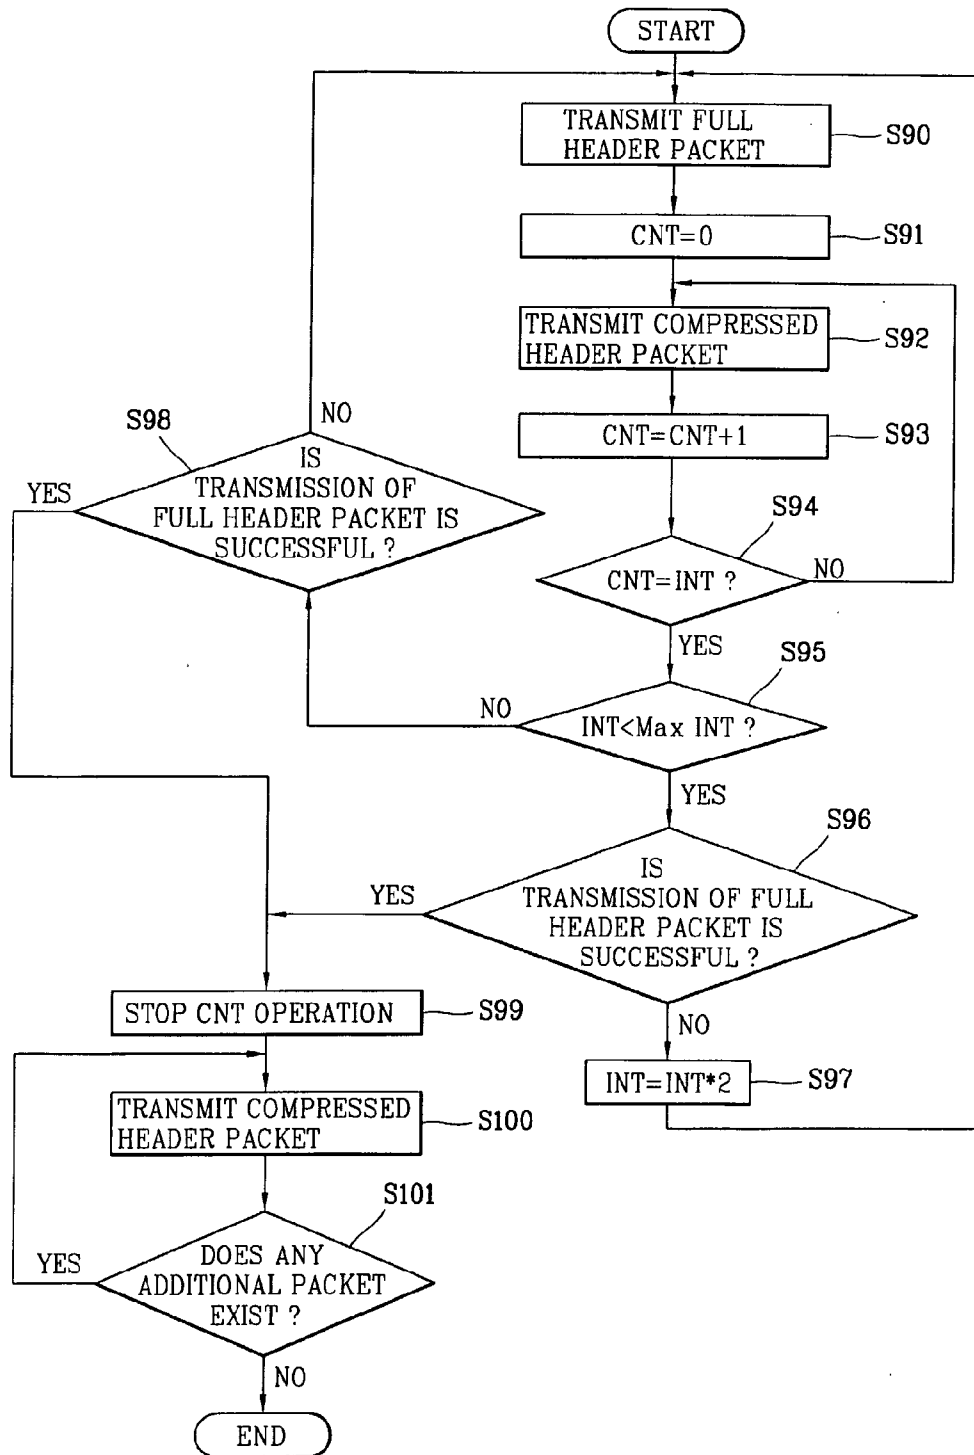 START
TRANSMIT FULL
HEADER PACKET
S90
CNT=0
S91
TRANSMIT COMPRESSED
HEADER PACKET
S92
CNT=CNT+1
S93
S94
CNT=INT ?
NO
YES
S95
INT<Max INT ?
NO
YES
S96
IS
TRANSMISSION OF FULL
HEADER PACKET IS
SUCCESSFUL ?
YES
NO
INT=INT*2
S97
S98
NO
YES
IS
TRANSMISSION OF
FULL HEADER PACKET IS
SUCCESSFUL ?
STOP CNT OPERATION
S99
TRANSMIT COMPRESSED
HEADER PACKET
S100
S101
DOES ANY
ADDITIONAL PACKET
EXIST ?
YES
NO
END